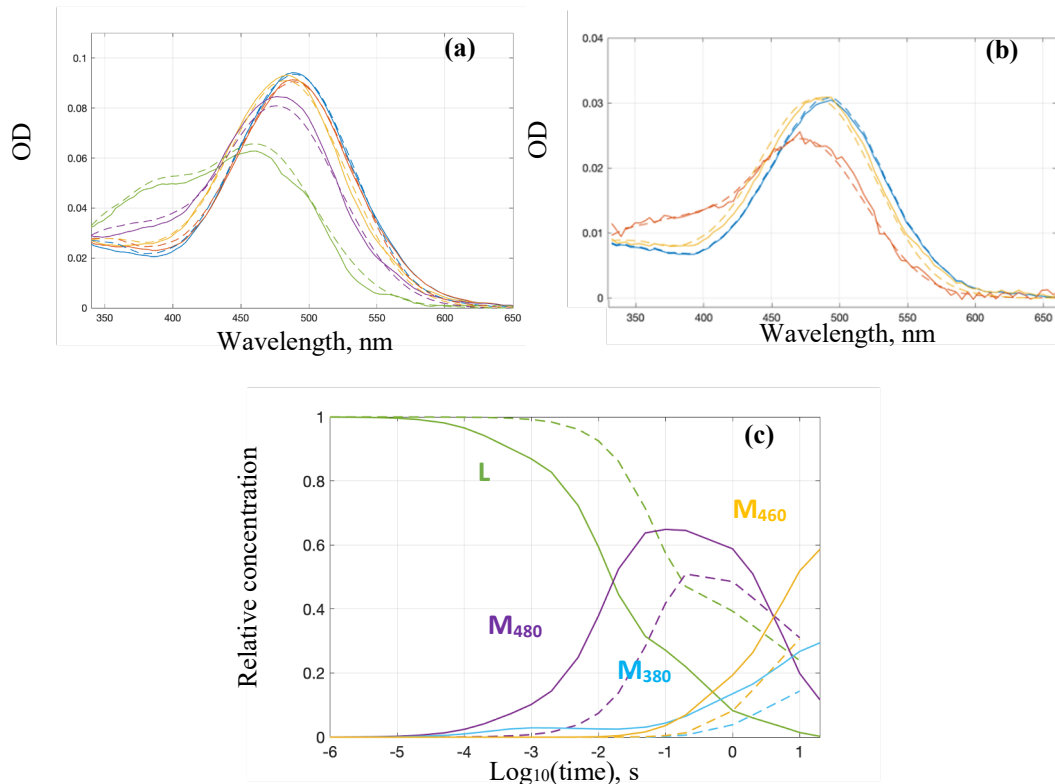 (a)
OD
0.1
0.08
0.06
0.04
0.02
0
350 400 450 500 550 600 650
Wavelength, nm
(b)
OD
0.04
0.03
0.02
0.01
0
350 400 450 500 550 600 650
Wavelength, nm
(c)
Relative concentration
1
0.8
0.6
0.4
0.2
0
L
M460
M480
M380
-6 -5 -4 -3 -2 -1 0 1
Log10(time), s